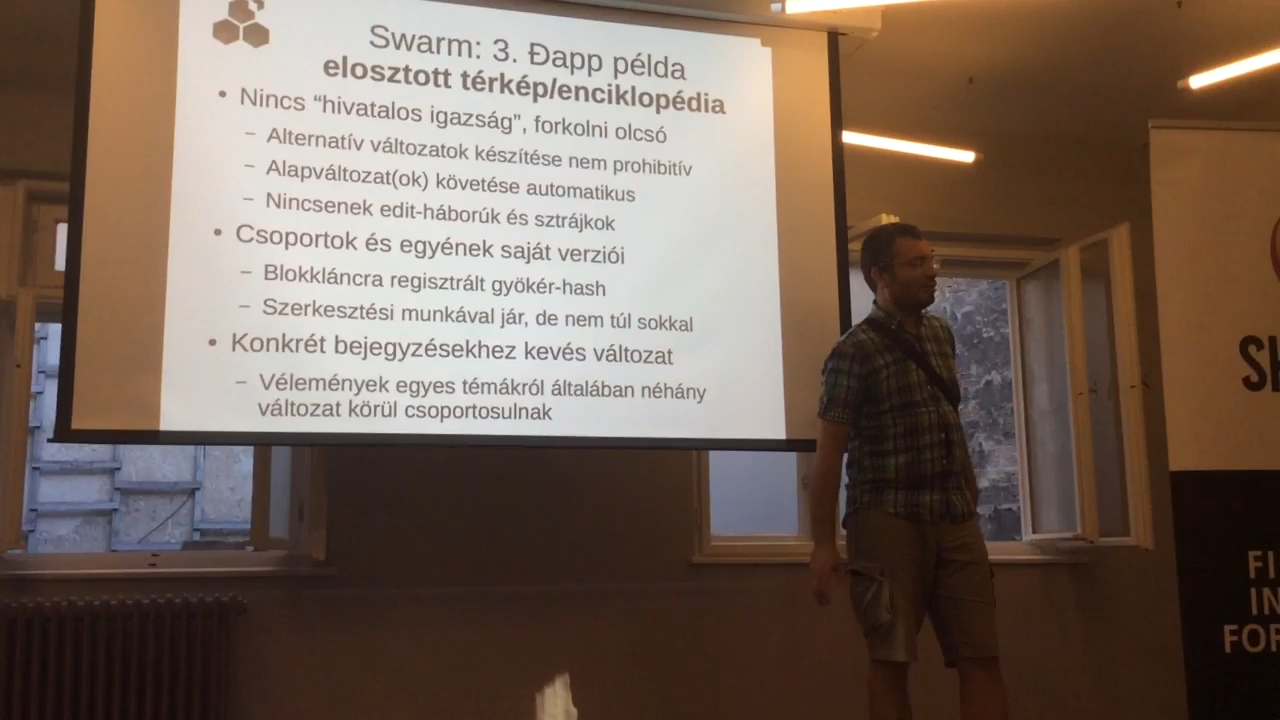 Swarm: 3. Đapp példa
elosztott térkép/enciklopédia
• Nincs “hivatalos igazság”, forkolni olcsó
– Alternatív változatok készítése nem prohibitív
– Alapváltozat(ok) követése automatikus
– Nincsenek edit-háborúk és sztrájkok
• Csoportok és egyének saját verziói
– Blokkláncra regisztrált gyökér-hash
– Szerkesztési munkával jár, de nem túl sokkal
• Konkrét bejegyzésekhez kevés változat
– Vélemények egyes témákról általában néhány
változat körül csoportosulnak